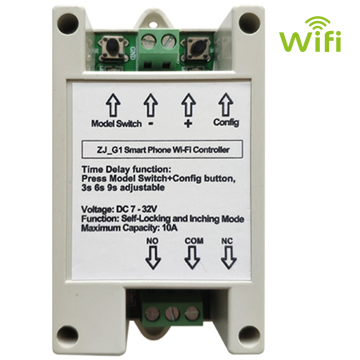 WiFi
GND
Model Switch - + Config
ZJ_G1 Smart Phone Wi-Fi Controller
Time Delay function:
Press Model Switch+Config button,
3s 6s 9s adjustable
Voltage: DC 7 - 32V
Function: Self-Locking and Inching Mode
Maximum Capacity: 10A
NO COM NC